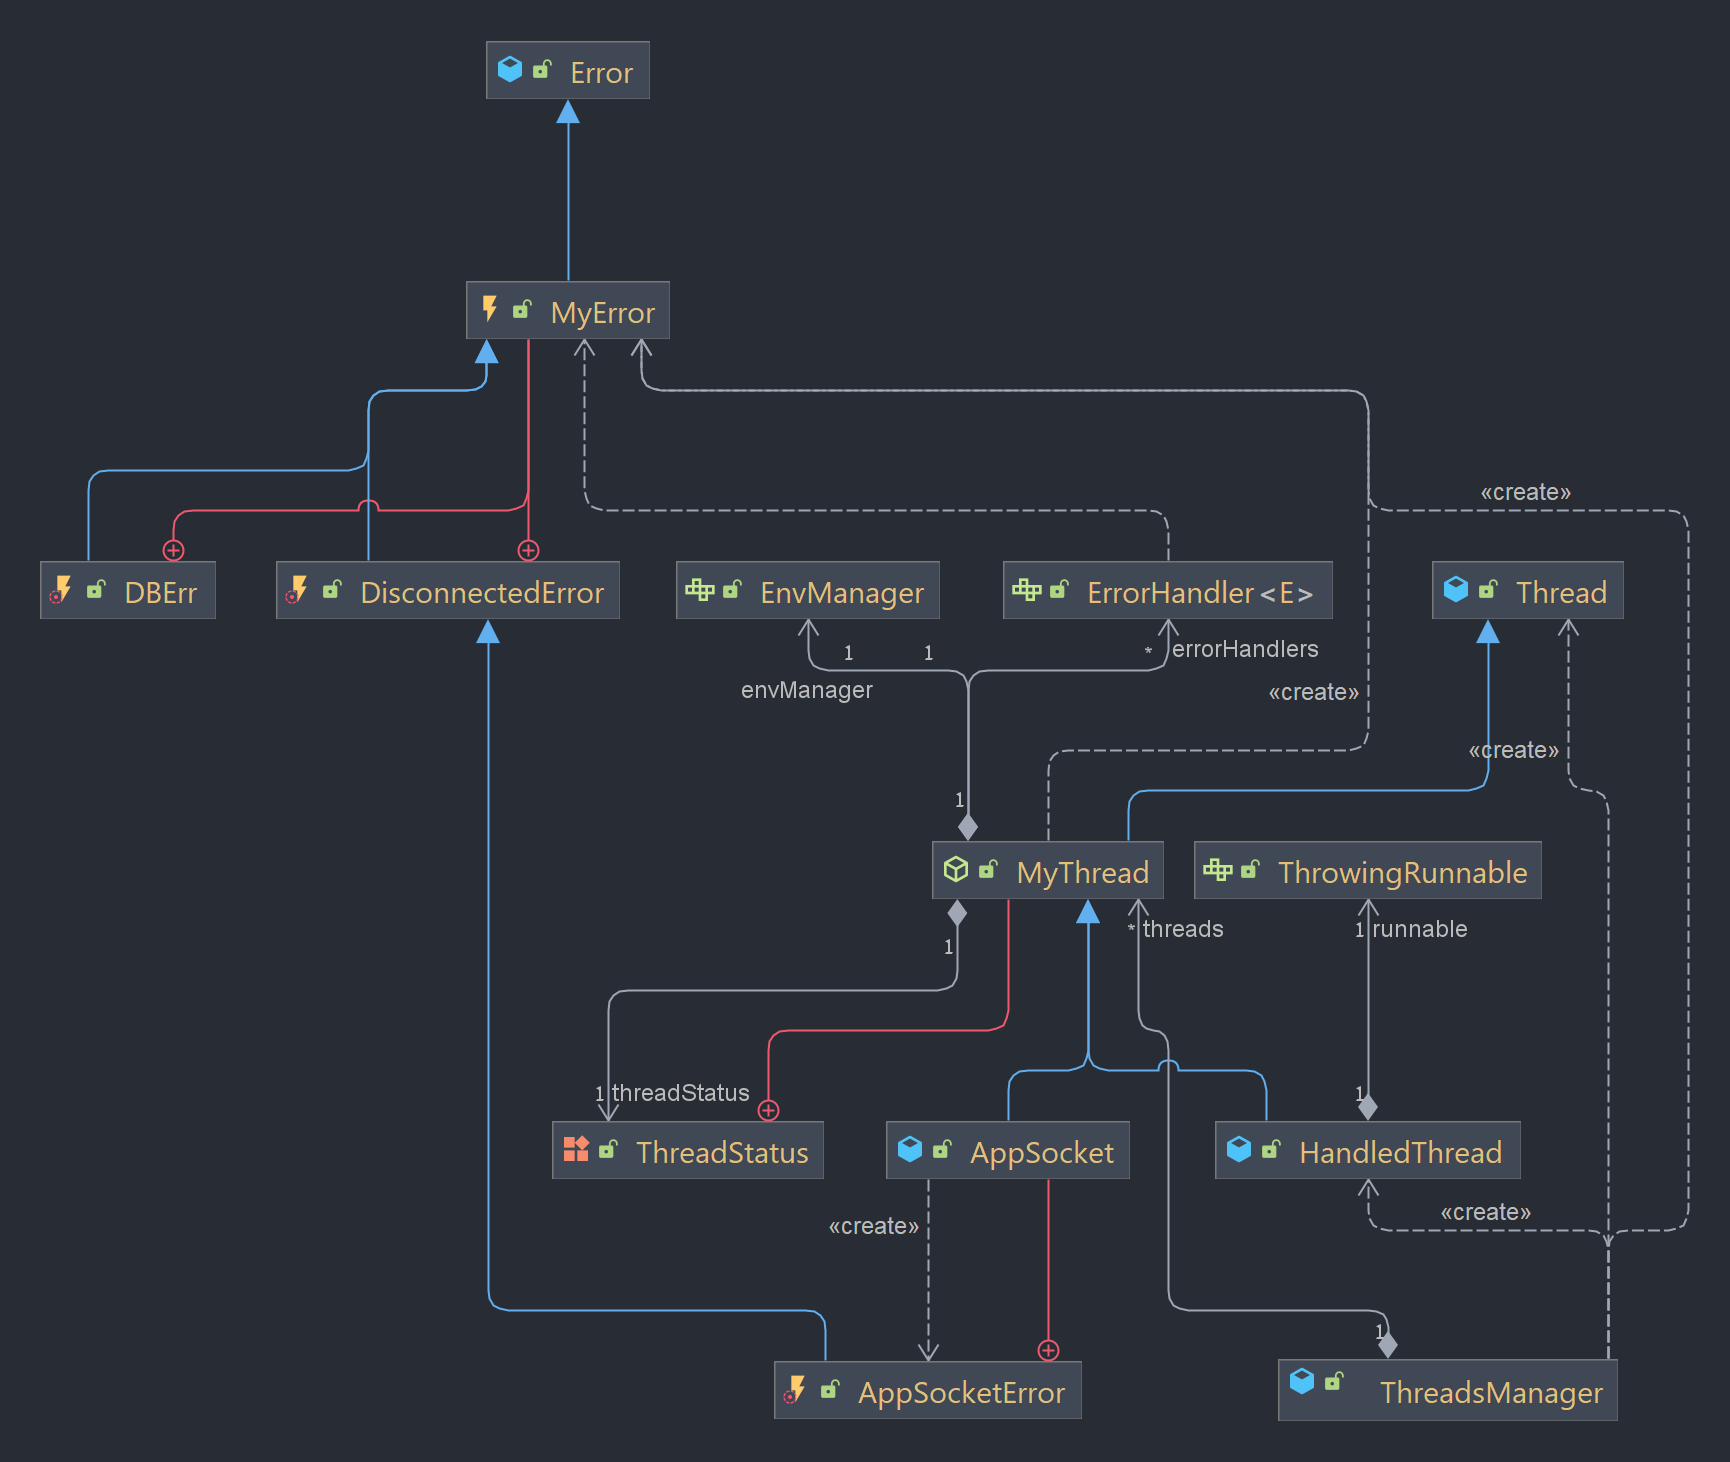 Error
MyError
«create»
DBErr
DisconnectedError
EnvManager
ErrorHandler<E>
Thread
1
1
* errorHandlers
envManager
«create»
«create»
1
MyThread
ThrowingRunnable
* threads
1 runnable
1
1 threadStatus
1
ThreadStatus
AppSocket
HandledThread
«create»
«create»
1
AppSocketError
ThreadsManager